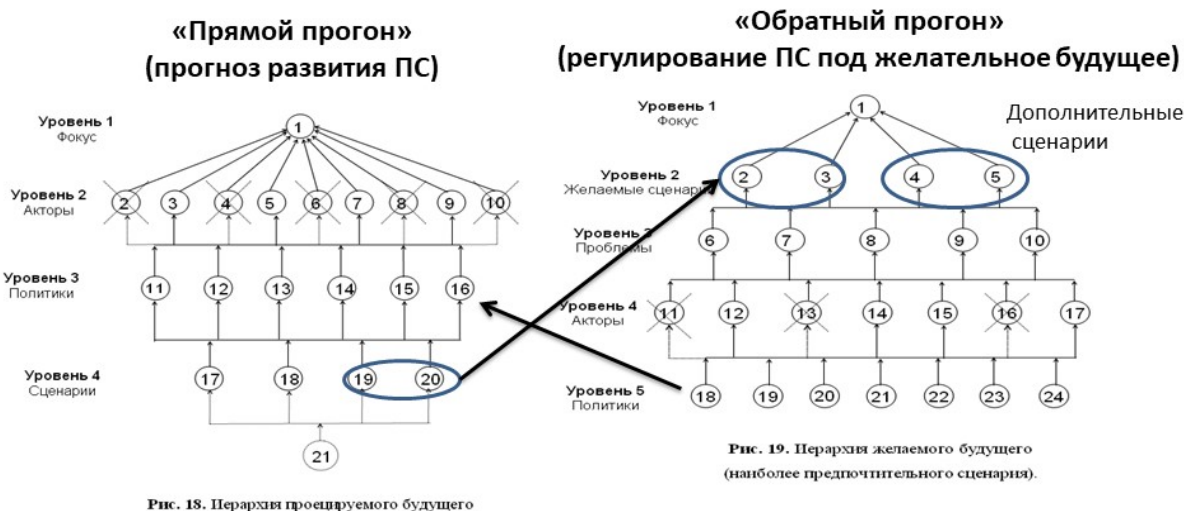 «Прямой прогон»
(прогноз развития ПС)
Уровень 1
Фокус
1
Уровень 2
Акторы
2 3 4 5 6 7 8 9 10
Уровень 3
Политики
11 12 13 14 15 16
Уровень 4
Сценарии
17 18 19 20
21
Рис. 18. Иерархия проецируемого будущего
«Обратный прогон»
(регулирование ПС под желательное будущее)
Уровень 1
Фокус
1
Дополнительные
сценарии
Уровень 2
Желаемые сценари
2 3 4 5
Уровень 3
Проблемы
6 7 8 9 10
Уровень 4
Акторы
11 12 13 14 15 16 17
Уровень 5
Политики
18 19 20 21 22 23 24
Рис. 19. Иерархия желаемого будущего
(наиболее предпочтительного сценария).